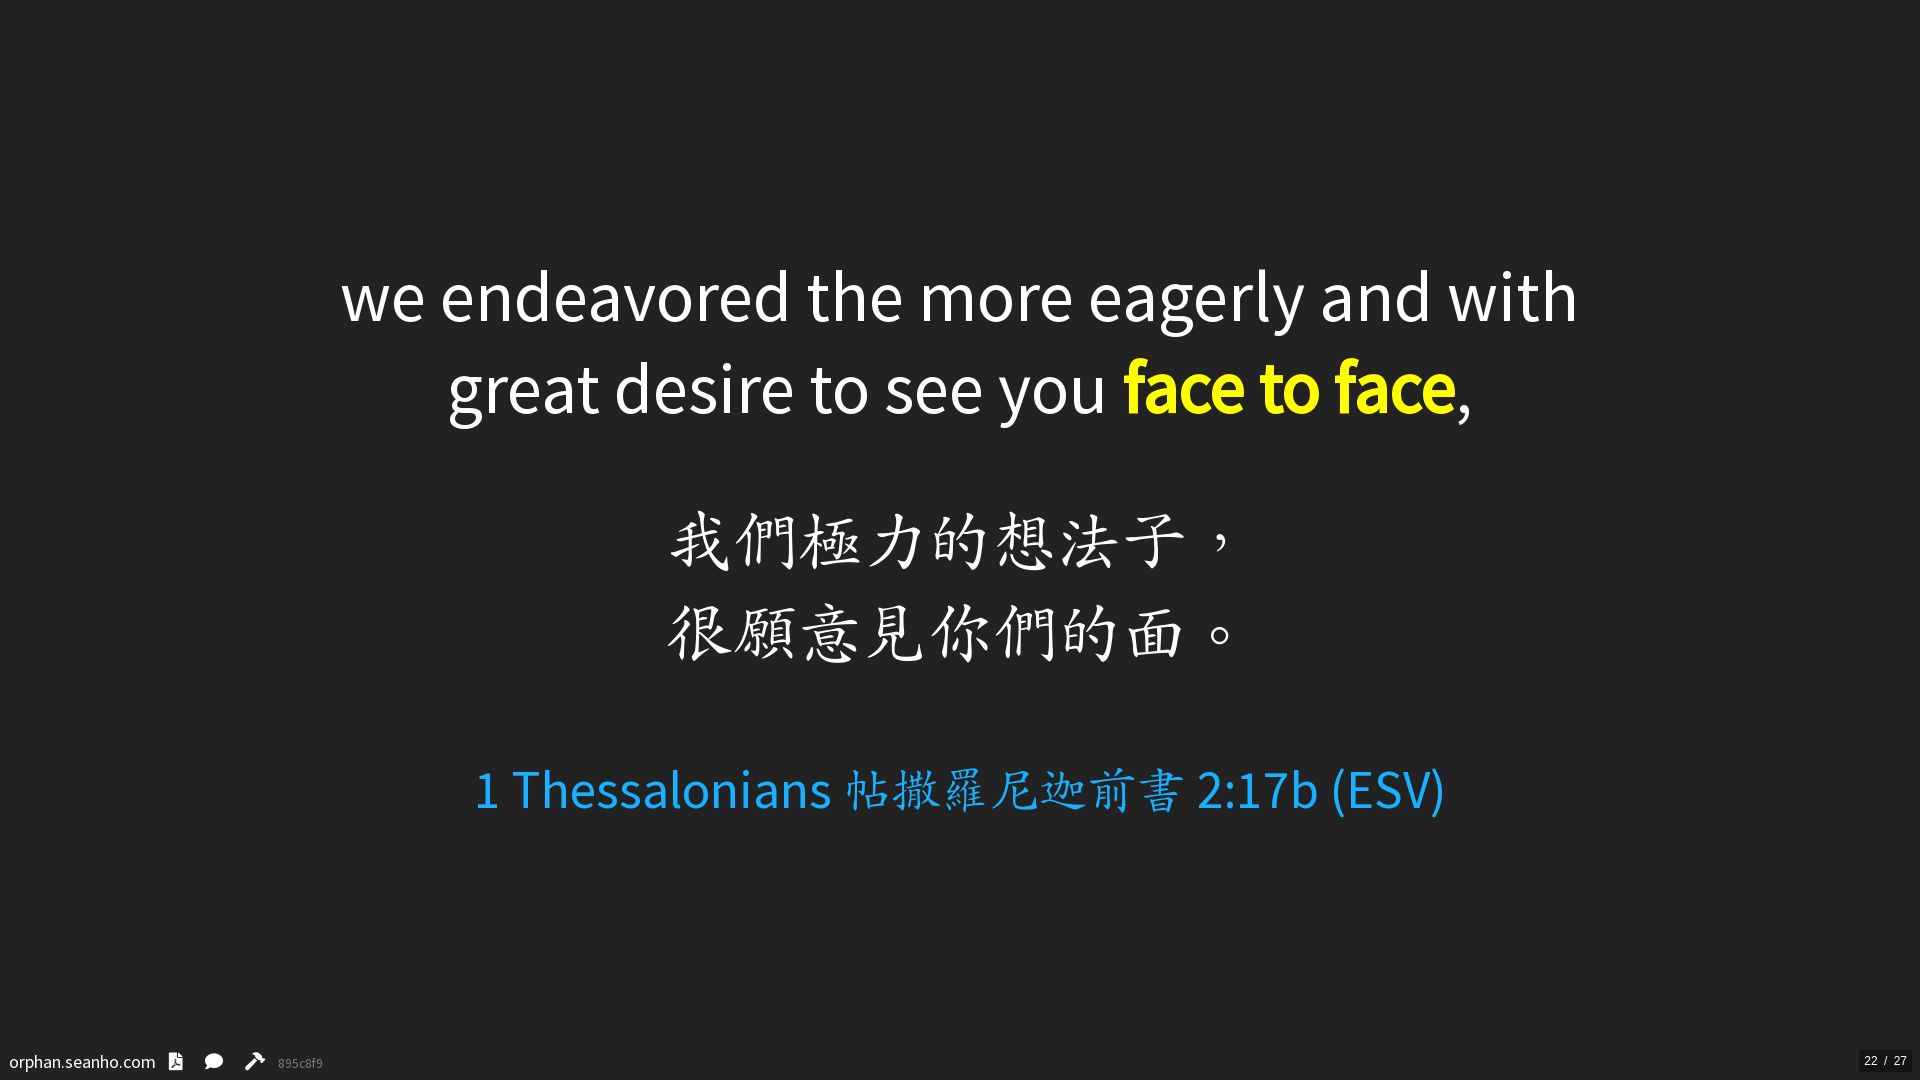 we endeavored the more eagerly and with
great desire to see you face to face,
我們極力的想法子，
很願意見你們的面。
1 Thessalonians 帖撒羅尼迦前書 2:17b (ESV)
orphan.seanho.com 895c8f9
22 / 27